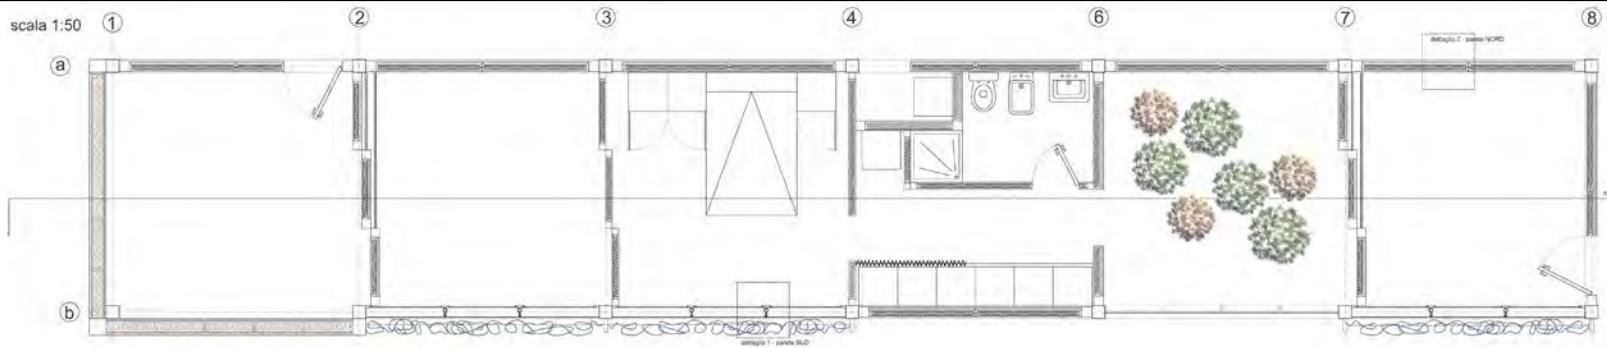 scala 1:50
1 2 3 4 6 7 8
a
b
dettaglio 2 - parete NORD
dettaglio 1 - parete SUD